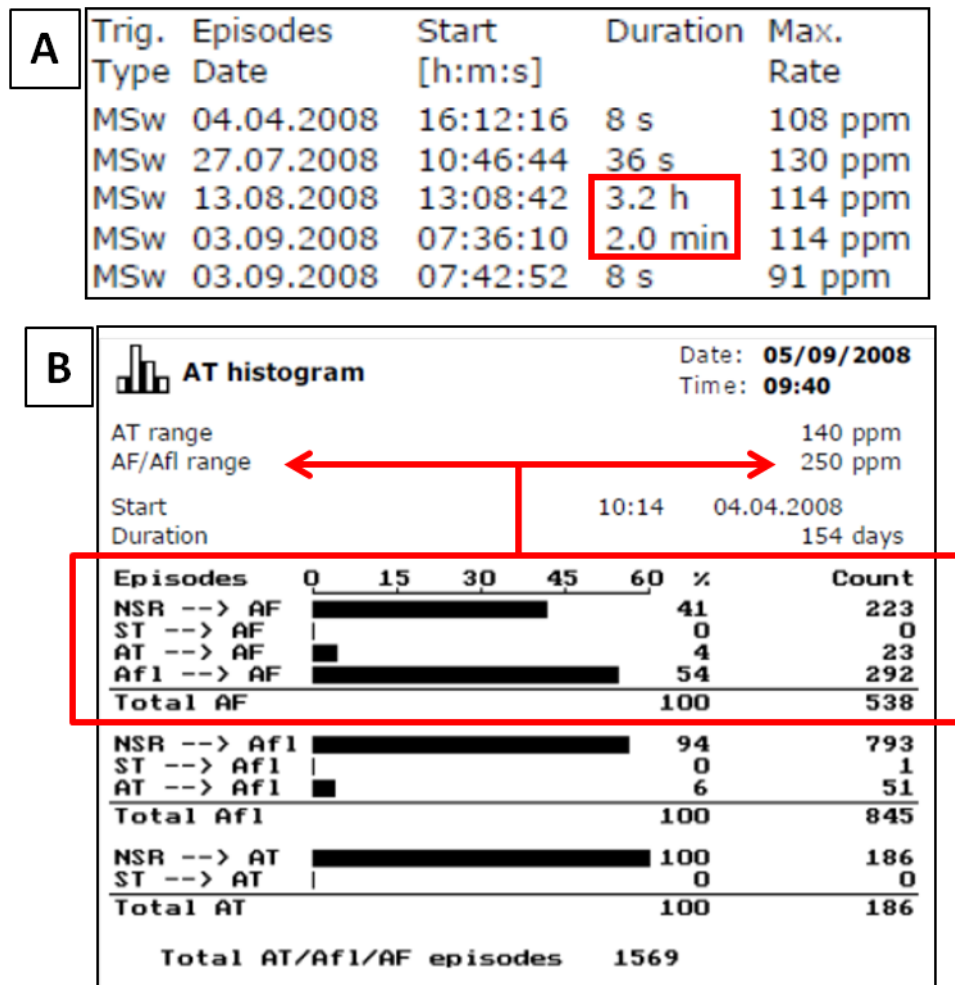 A
Trig. Episodes Start Duration Max.
Type Date [h:m:s] Rate
MSw 04.04.2008 16:12:16 8 s 108 ppm
MSw 27.07.2008 10:46:44 36 s 130 ppm
MSw 13.08.2008 13:08:42 3.2 h 114 ppm
MSw 03.09.2008 07:36:10 2.0 min 114 ppm
MSw 03.09.2008 07:42:52 8 s 91 ppm
B
AT histogram Date: 05/09/2008
Time: 09:40
AT range 140 ppm
AF/Afl range 250 ppm
Start 10:14 04.04.2008
Duration 154 days
Episodes 0 15 30 45 60 % Count
NSR --> AF 41 223
ST --> AF 0 0
AT --> AF 4 23
Afl --> AF 54 292
Total AF 100 538
NSR --> Afl 94 793
ST --> Afl 0 1
AT --> Afl 6 51
Total Afl 100 845
NSR --> AT 100 186
ST --> AT 0 0
Total AT 100 186
Total AT/Afl/AF episodes 1569